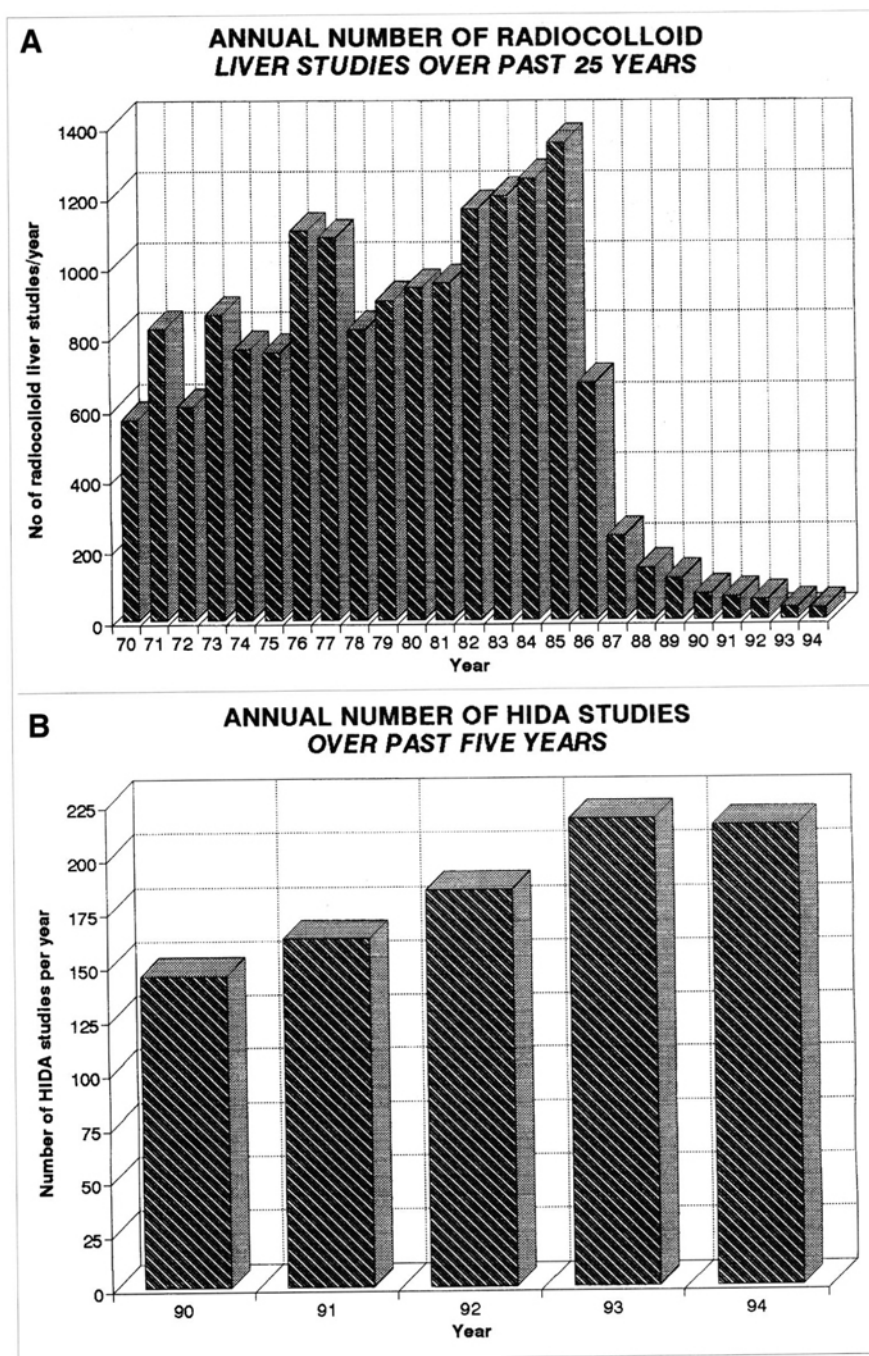 A
ANNUAL NUMBER OF RADIOCOLLOID
LIVER STUDIES OVER PAST 25 YEARS
1400
1200
1000
800
600
400
200
0
No of radiocolloid liver studies/year
70 71 72 73 74 75 76 77 78 79 80 81 82 83 84 85 86 87 88 89 90 91 92 93 94
Year
B
ANNUAL NUMBER OF HIDA STUDIES
OVER PAST FIVE YEARS
225
200
175
150
125
100
75
50
25
0
Number of HIDA studies per year
90 91 92 93 94
Year